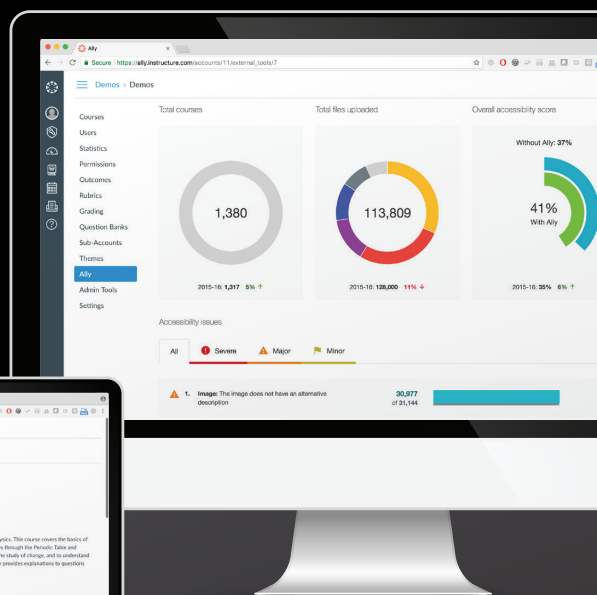 Ally
Secure https://ally.instructure.com/accounts/11/external_tools/7
Demos › Demos
Courses
Users
Statistics
Permissions
Outcomes
Rubrics
Grading
Question Banks
Sub-Accounts
Themes
Ally
Admin Tools
Settings
Total courses
1,380
2015-16: 1,317 5% ↑
Total files uploaded
113,809
2015-16: 128,000 11% ↓
Overall accessibility score
Without Ally: 37%
41%
With Ally
2015-16: 35% 6% ↑
Accessibility issues
All
Severe
Major
Minor
1. Image: The image does not have an alternative
description
30,977
of 31,144
ysics. This course covers the basics of
s through the Periodic Table and
he study of change, and to understand
provides explanations to questions